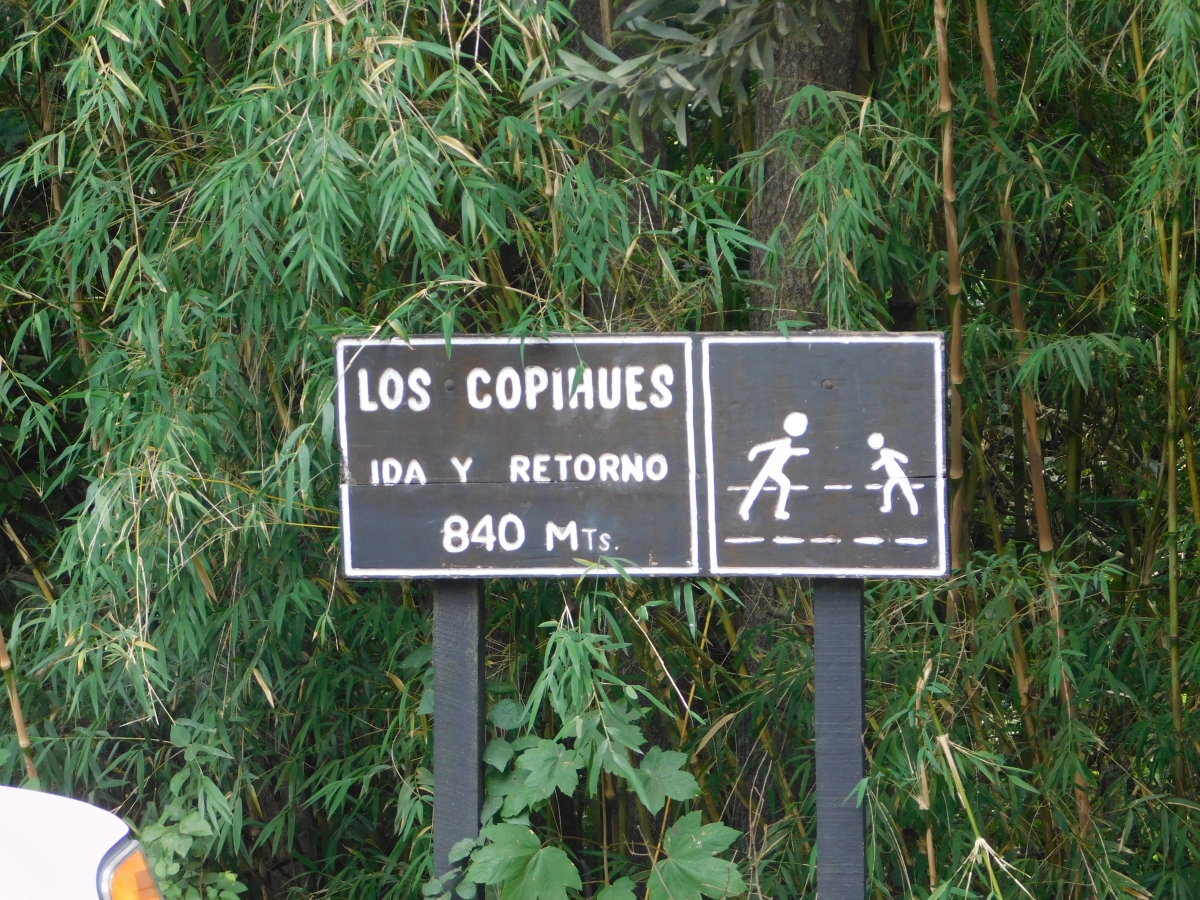 LOS COPIHUES
IDA Y RETORNO
840 MTS.